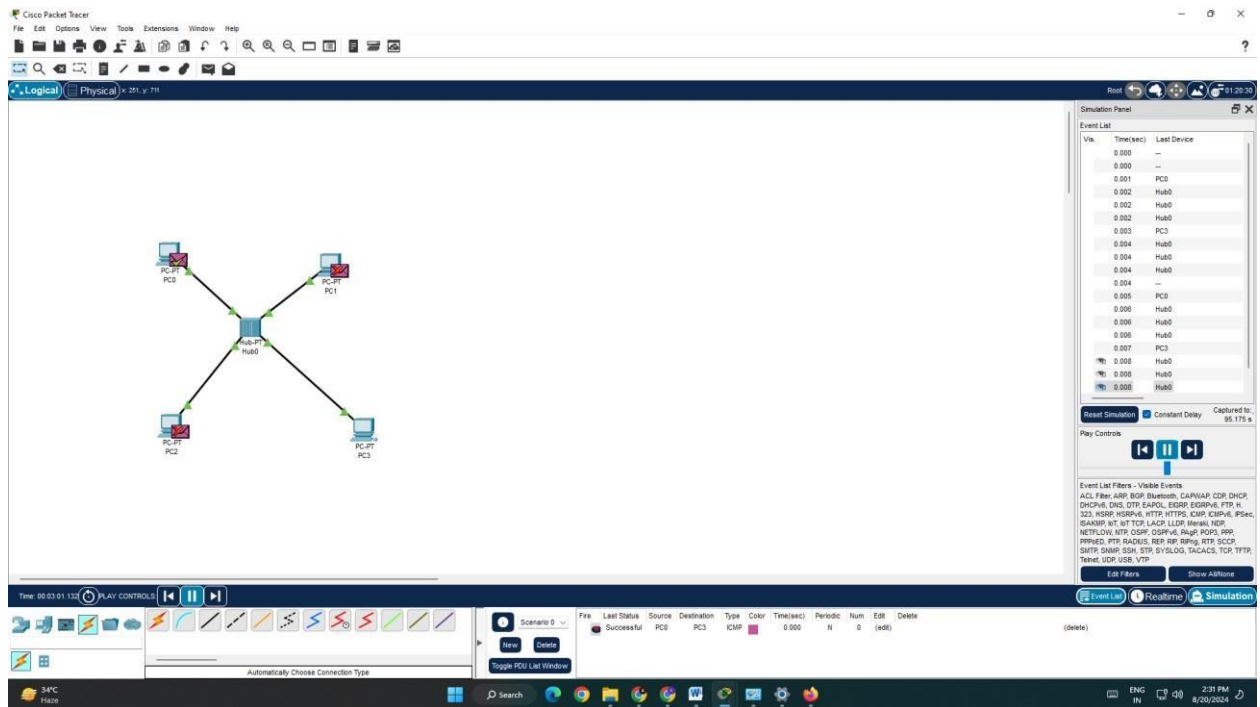 Cisco Packet Tracer
File Edit Options View Tools Extensions Window Help
?
Logical Physical x: 251, y: 711 Root 01:20:30
Simulation Panel
Event List
Vis. Time(sec) Last Device
0.000 --
0.000 --
0.001 PC0
0.002 Hub0
0.002 Hub0
0.002 Hub0
0.003 PC3
0.004 Hub0
0.004 Hub0
0.004 Hub0
0.004 --
0.005 PC0
0.006 Hub0
0.006 Hub0
0.006 Hub0
0.007 PC3
0.008 Hub0
0.008 Hub0
0.008 Hub0
Reset Simulation Constant Delay Captured to:
95.175 s
Play Controls
Event List Filters - Visible Events
ACL Filter, ARP, BGP, Bluetooth, CAPWAP, CDP, DHCP,
DHCPv6, DNS, DTP, EAPOL, EIGRP, EIGRPv6, FTP, H.
323, HSRP, HSRPv6, HTTP, HTTPS, ICMP, ICMPv6, IPSec,
ISAKMP, IoT, IoT TCP, LACP, LLDP, Meraki, NDP,
NETFLOW, NTP, OSPF, OSPFv6, PAgP, POP3, PPP,
PPPoED, PTP, RADIUS, REP, RIP, RIPng, RTP, SCCP,
SMTP, SNMP, SSH, STP, SYSLOG, TACACS, TCP, TFTP,
Telnet, UDP, USB, VTP
Edit Filters Show All/None
PC-PT
PC0
PC-PT
PC1
Hub-PT
Hub0
PC-PT
PC2
PC-PT
PC3
Time: 00:03:01.132 PLAY CONTROLS: Event List Realtime Simulation
Scenario 0
New Delete
Toggle PDU List Window
Fire Last Status Source Destination Type Color Time(sec) Periodic Num Edit Delete
Successful PC0 PC3 ICMP 0.000 N 0 (edit) (delete)
Automatically Choose Connection Type
34°C
Haze
Search
ENG
IN
2:31 PM
8/20/2024